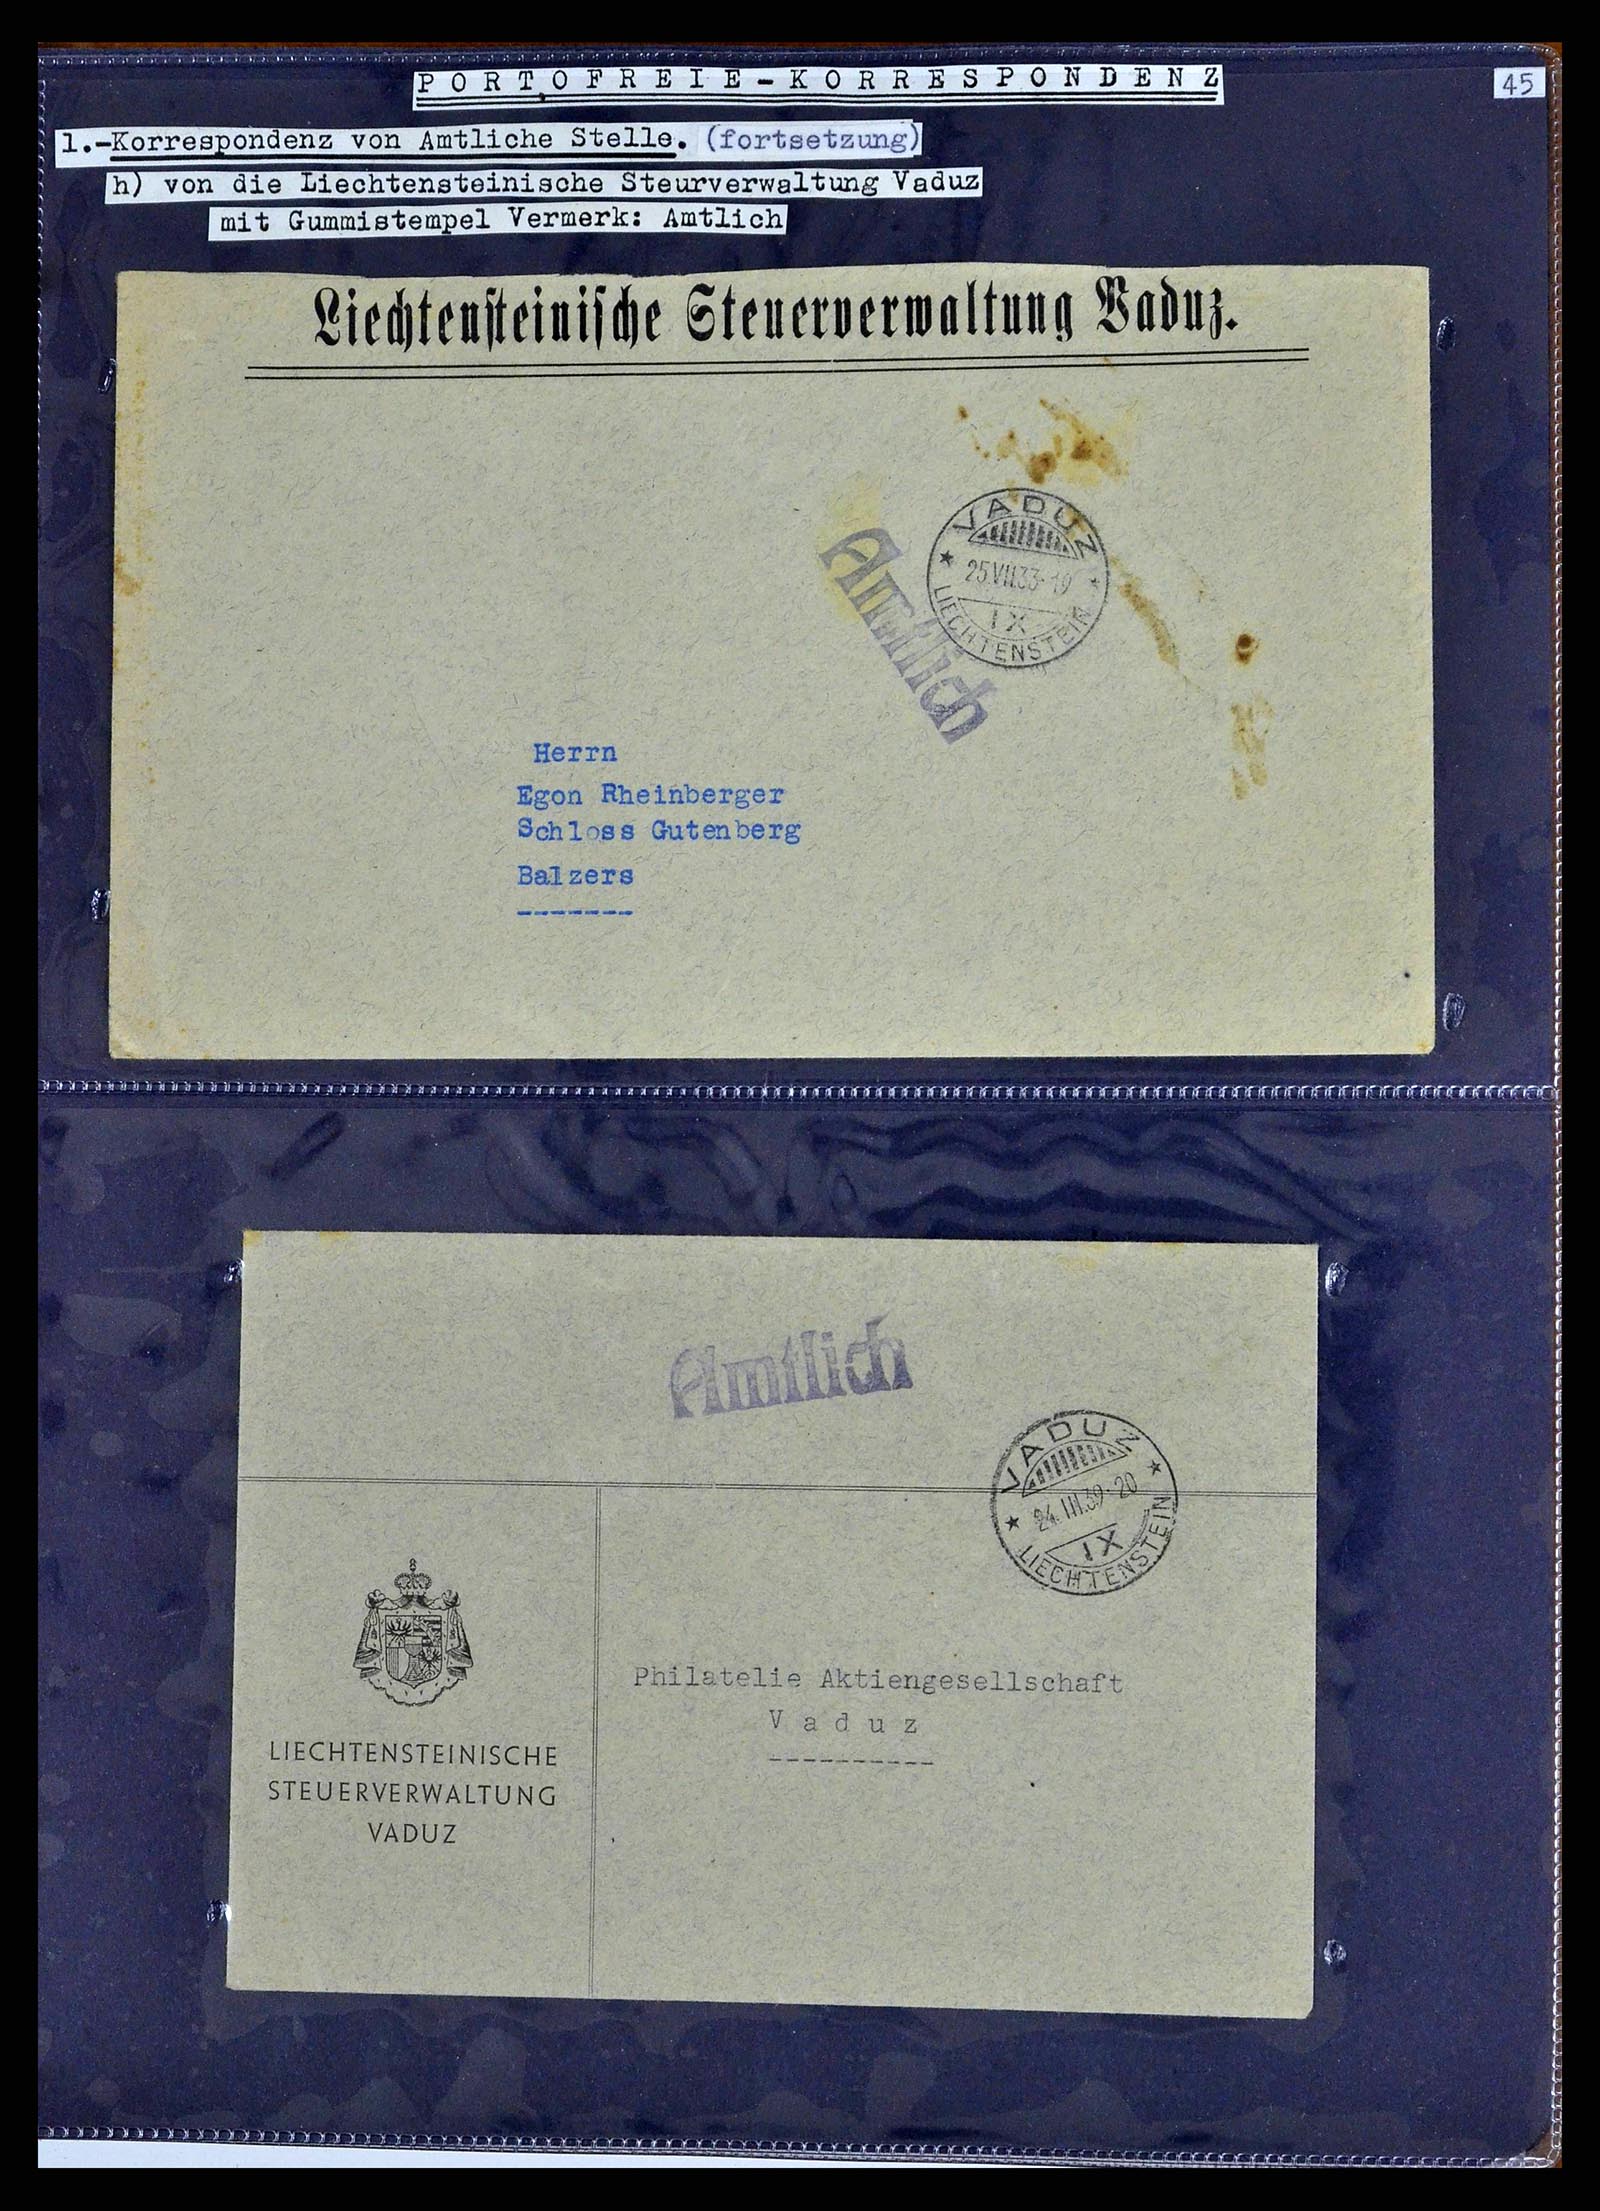 PORTOFREIE-KORRESPONDENZ
45
1.-Korrespondenz von Amtliche Stelle. (fortsetzung)
h) von die Liechtensteinische Steurverwaltung Vaduz
mit Gummistempel Vermerk: Amtlich
Liechtensteinische Steuerverwaltung Vaduz.
VADUZ
25.VII.33-19
IX
LIECHTENSTEIN
Amtlich
Herrn
Egon Rheinberger
Schloss Gutenberg
Balzers
Amtlich
VADUZ
24.III.39-20
IX
LIECHTENSTEIN
Philatelie Aktiengesellschaft
Vaduz
LIECHTENSTEINISCHE
STEUERVERWALTUNG
VADUZ